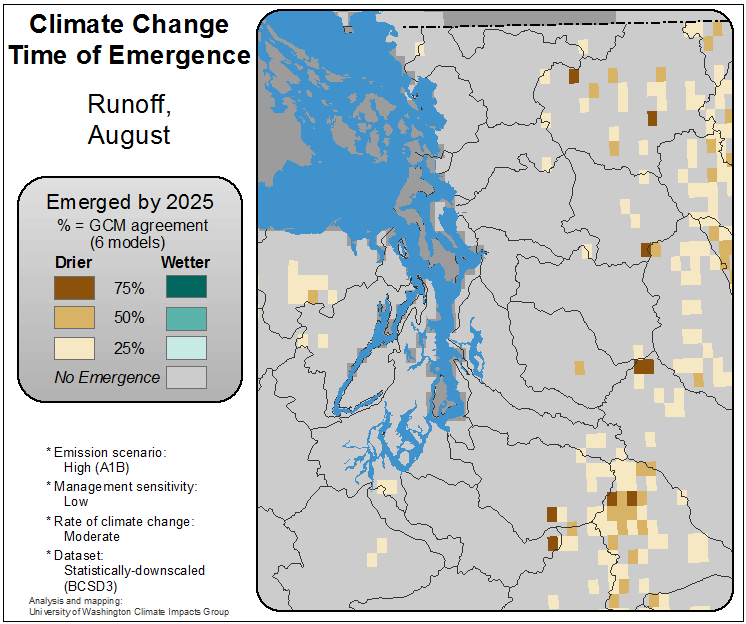 Climate Change
Time of Emergence
Runoff,
August
Emerged by 2025
% = GCM agreement
(6 models)
Drier Wetter
75%
50%
25%
No Emergence
* Emission scenario:
High (A1B)
* Management sensitivity:
Low
* Rate of climate change:
Moderate
* Dataset:
Statistically-downscaled
(BCSD3)
Analysis and mapping:
University of Washington Climate Impacts Group